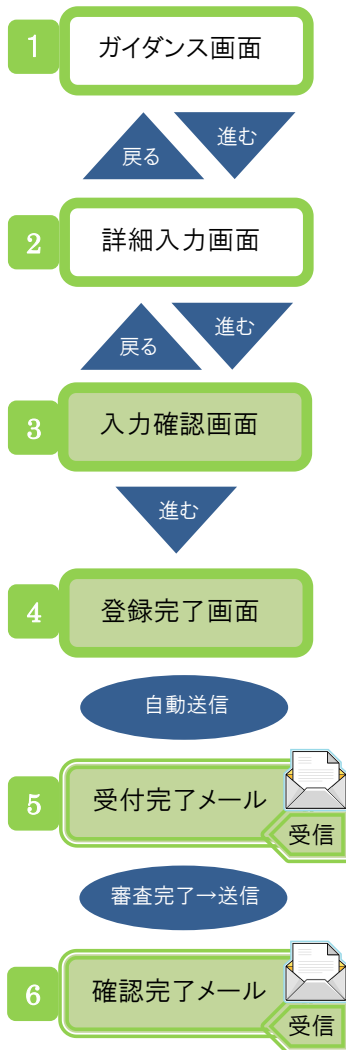 1 ガイダンス画面
戻る 進む
2 詳細入力画面
戻る 進む
3 入力確認画面
進む
4 登録完了画面
自動送信
5 受付完了メール
受信
審査完了→送信
6 確認完了メール
受信